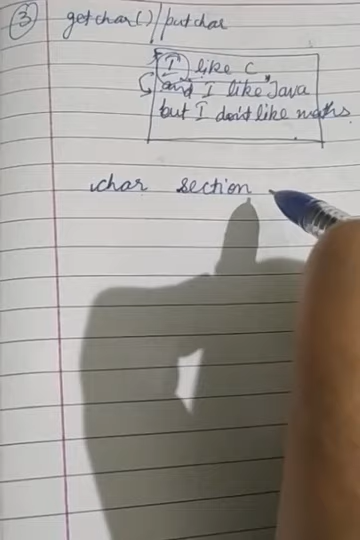 ③ getchar()//putchar
"I like C
and I like "Java
but I don't like maths.
char section